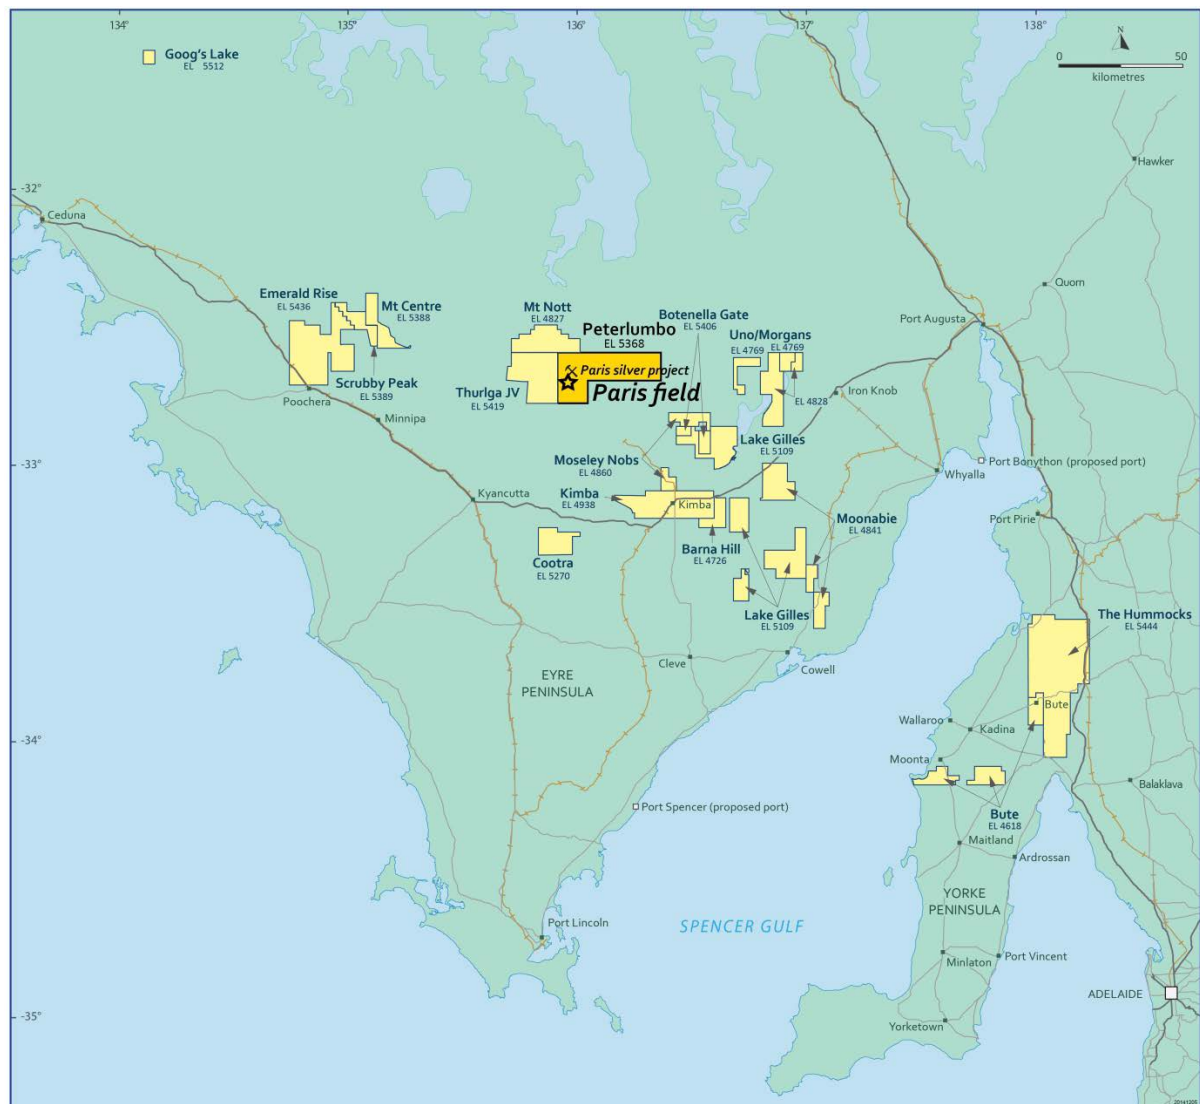 134°
135°
136°
137°
138°
Goog's Lake
EL 5512
N
0
50
kilometres
Hawker
-32°
Ceduna
Quorn
Emerald Rise
EL 5436
Mt Centre
EL 5388
Mt Nott
EL 4827
Botenella Gate
EL 5406
Port Augusta
Peterlumbo
EL 5368
Uno/Morgans
EL 4769
EL 4769
Paris silver project
Paris field
Scrubby Peak
EL 5389
Thurlga JV
EL 5419
EL 4828
Iron Knob
Poochera
Minnipa
Lake Gilles
EL 5109
-33°
Moseley Nobs
EL 4860
Port Bonython (proposed port)
Whyalla
Kyancutta
Kimba
EL 4938
Kimba
Moonabie
EL 4841
Port Pirie
Barna Hill
EL 4726
Cootra
EL 5270
Lake Gilles
EL 5109
The Hummocks
EL 5444
Cleve
Cowell
EYRE
PENINSULA
Bute
Wallaroo
Kadina
-34°
Moonta
Balaklava
Port Spencer (proposed port)
Bute
EL 4618
Maitland
Ardrossan
YORKE
PENINSULA
Port Lincoln
SPENCER GULF
Minlaton
Port Vincent
ADELAIDE
-35°
Yorketown